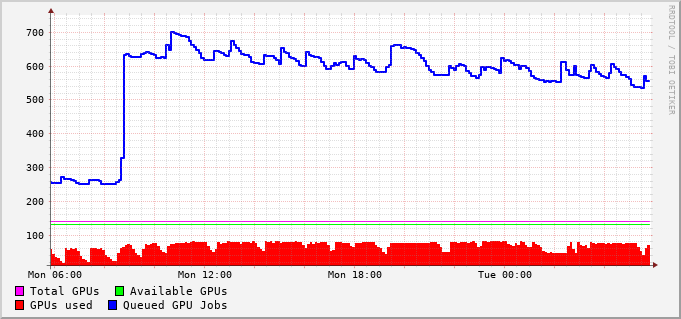 RRDTOOL / TOBI OETIKER
700
600
500
400
300
200
100
Mon 06:00 Mon 12:00 Mon 18:00 Tue 00:00
Total GPUs Available GPUs
GPUs used Queued GPU Jobs